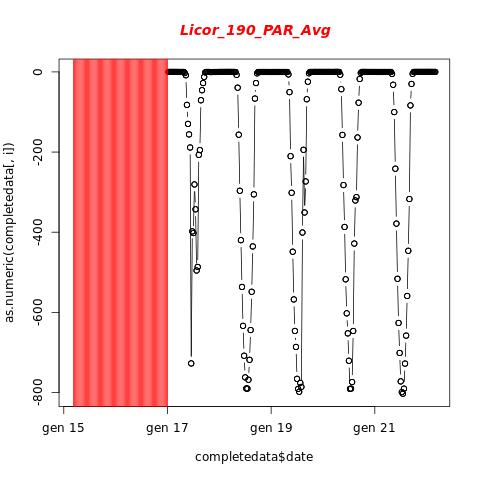 Licor_190_PAR_Avg
as.numeric(completedata[, i])
0
-200
-400
-600
-800
gen 15
gen 17
gen 19
gen 21
completedata$date